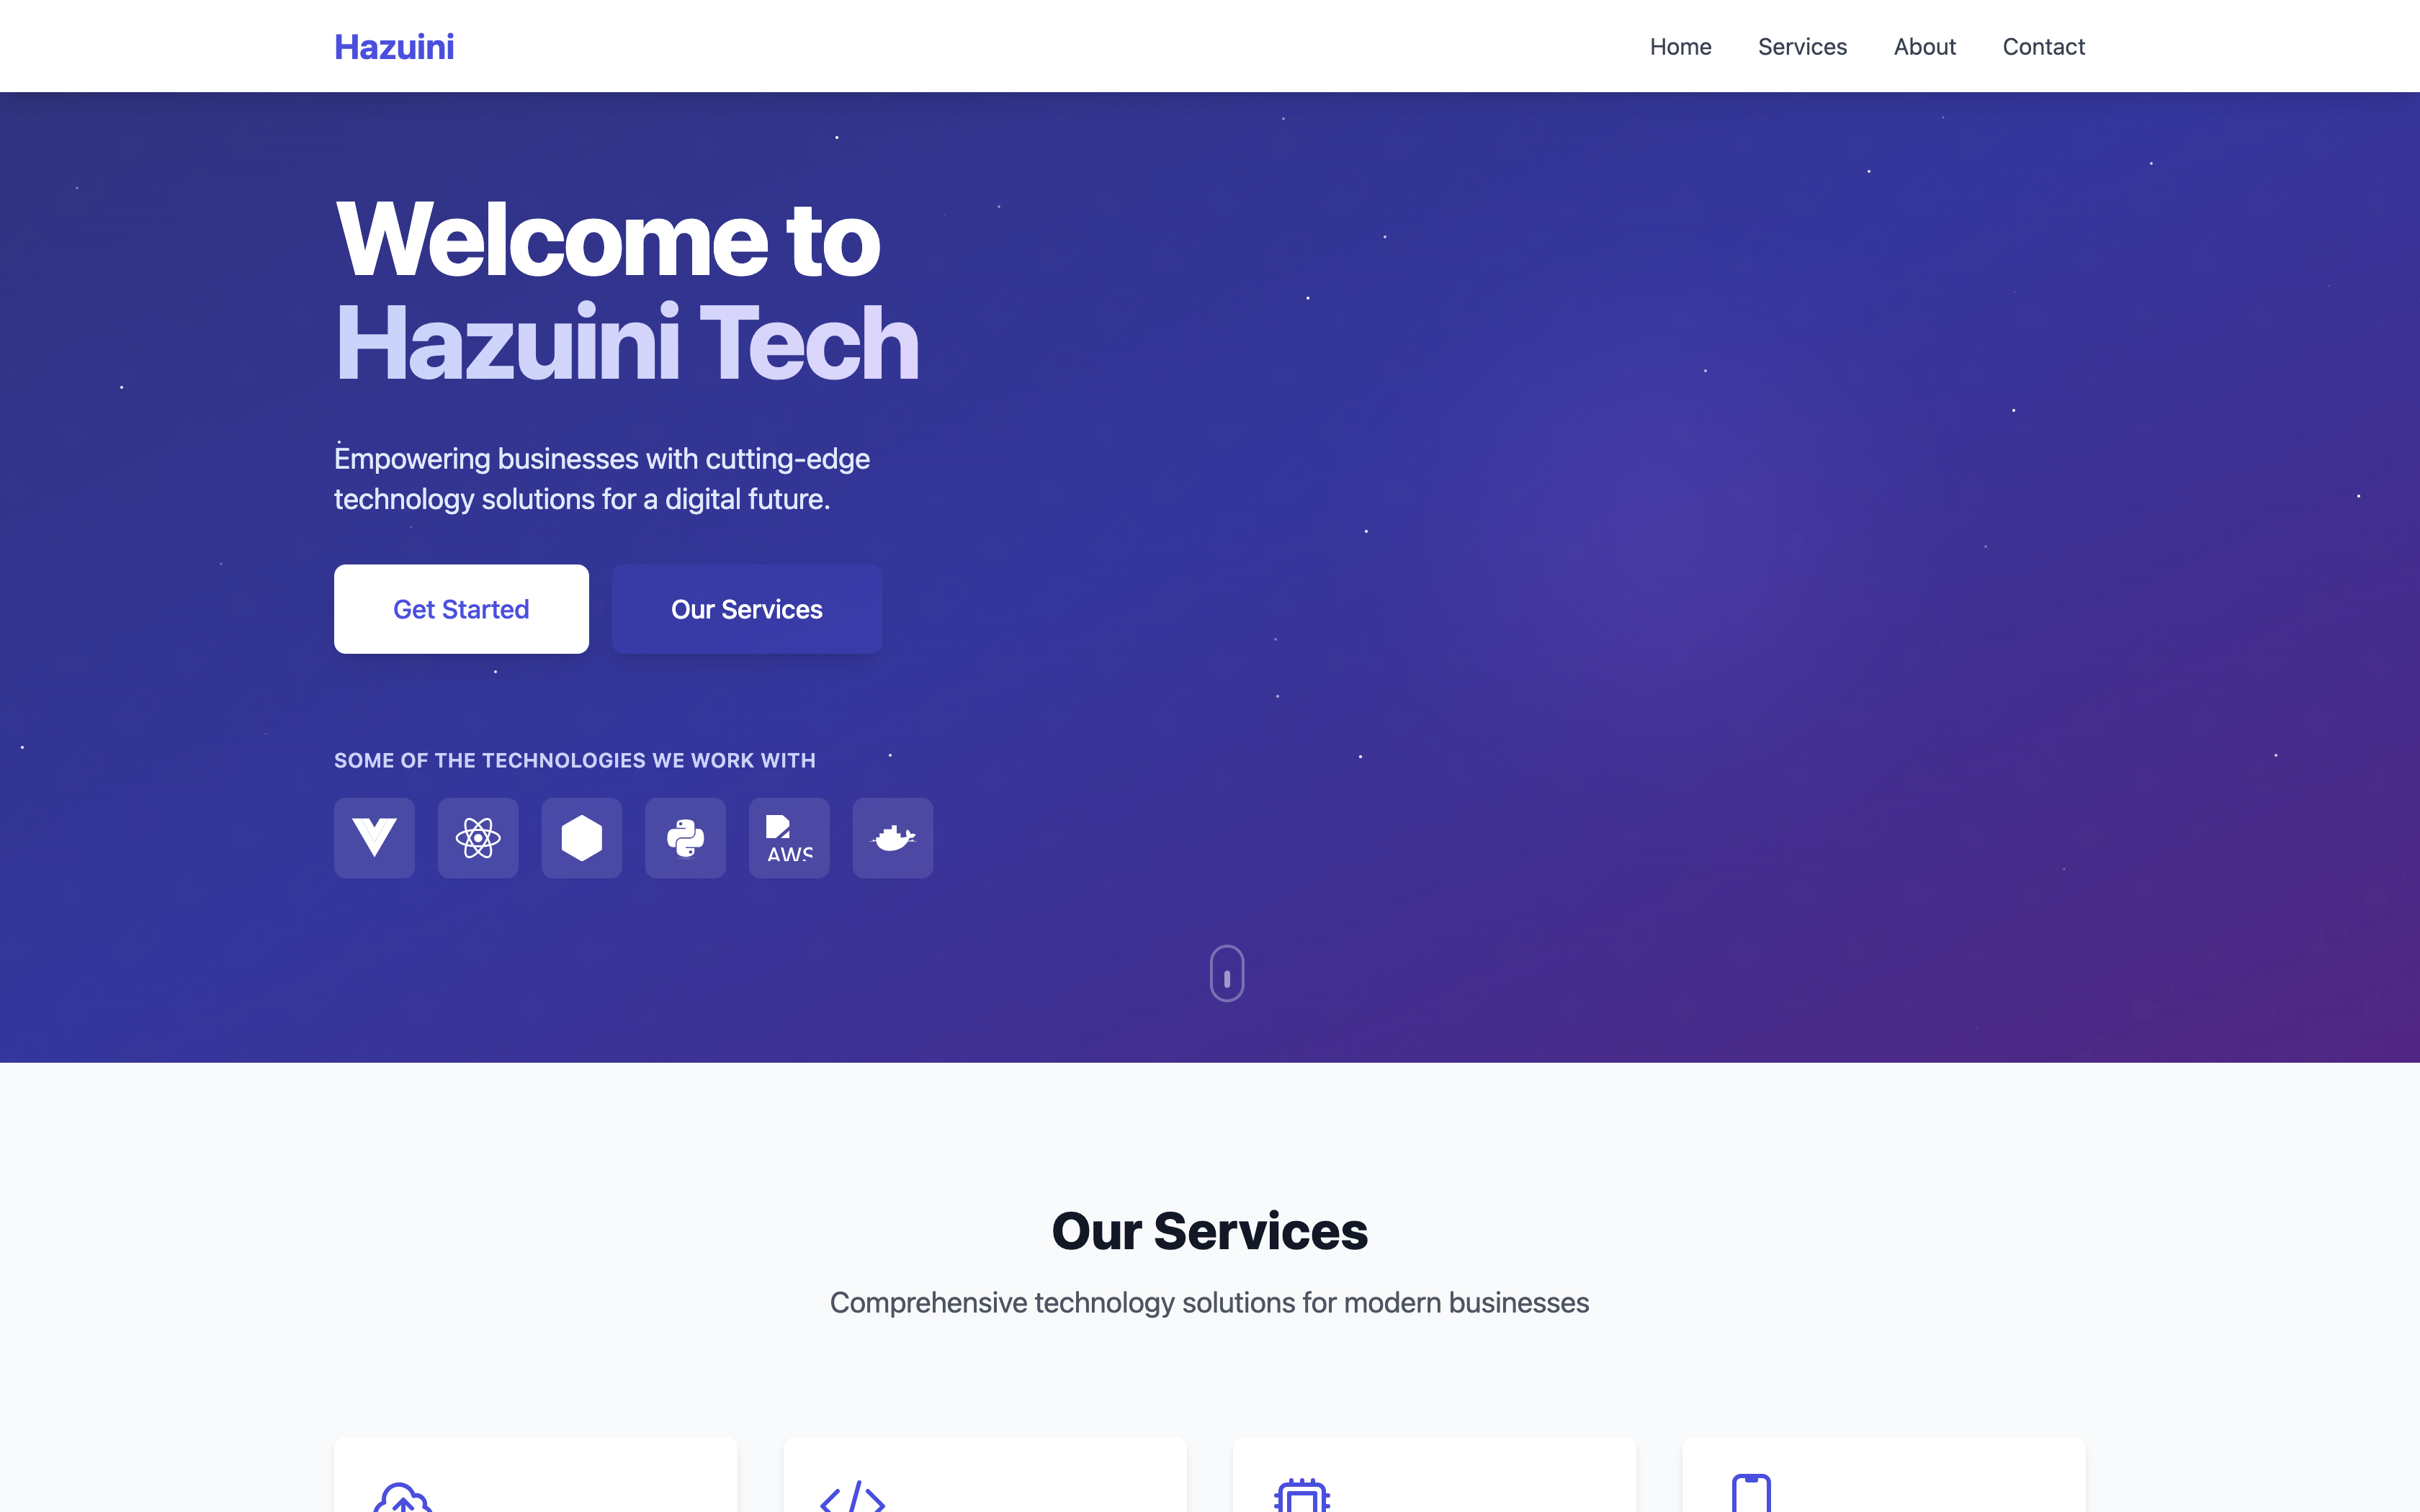 Hazuini
Home
Services
About
Contact
Welcome to
Hazuini Tech
Empowering businesses with cutting-edge
technology solutions for a digital future.
Get Started
Our Services
SOME OF THE TECHNOLOGIES WE WORK WITH
AWS
Our Services
Comprehensive technology solutions for modern businesses